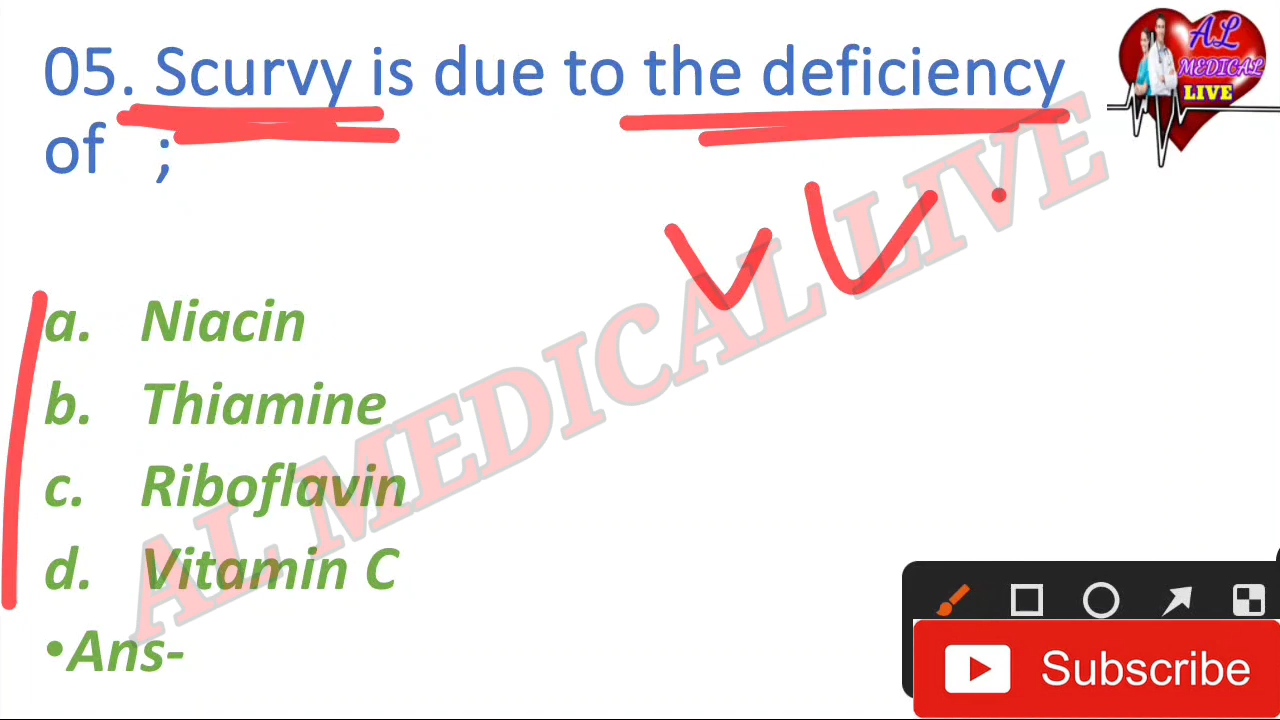 05. Scurvy is due to the deficiency
of ;
a. Niacin
b. Thiamine
c. Riboflavin
d. Vitamin C
•Ans-
AL MEDICAL LIVE
AL
MEDICAL
LIVE
Subscribe